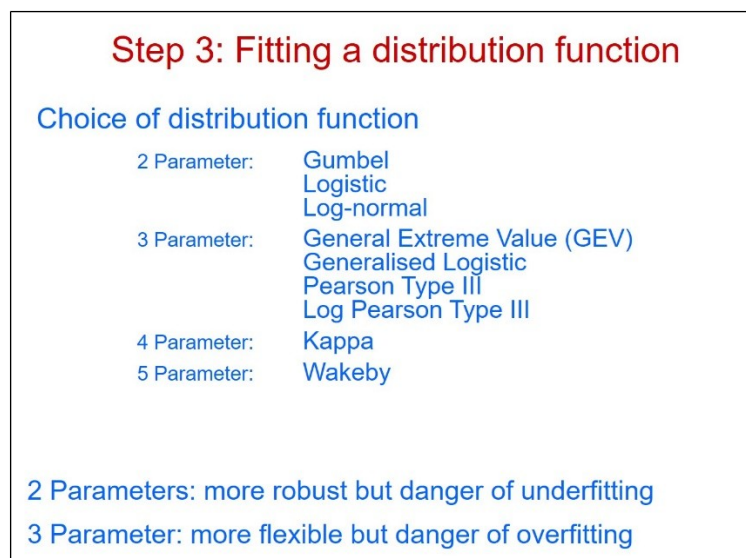 Step 3: Fitting a distribution function
Choice of distribution function
2 Parameter: Gumbel
Logistic
Log-normal
3 Parameter: General Extreme Value (GEV)
Generalised Logistic
Pearson Type III
Log Pearson Type III
4 Parameter: Kappa
5 Parameter: Wakeby
2 Parameters: more robust but danger of underfitting
3 Parameter: more flexible but danger of overfitting